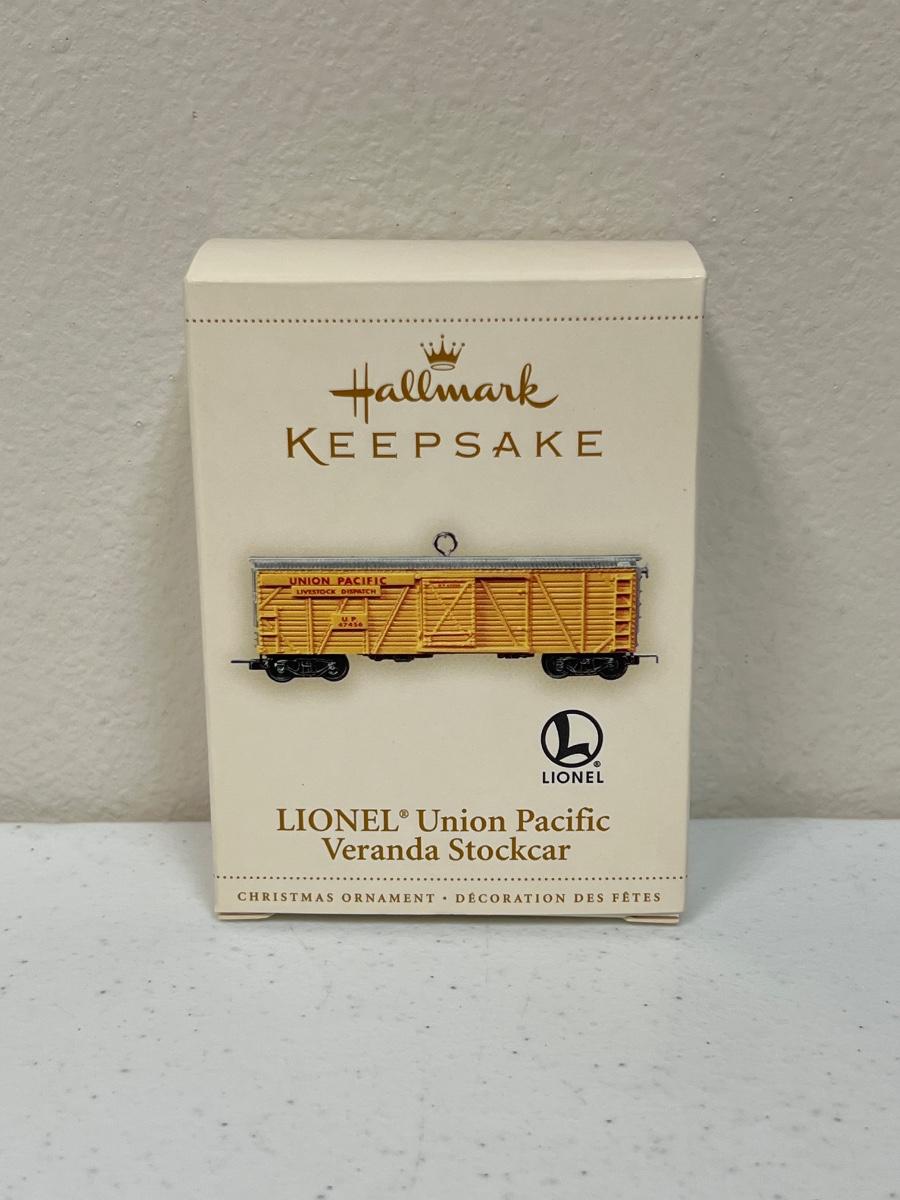 Hallmark
KEEPSAKE
UNION PACIFIC
LIVESTOCK DISPATCH
U.P.
47456
L®
LIONEL
LIONEL® Union Pacific
Veranda Stockcar
CHRISTMAS ORNAMENT • DÉCORATION DES FÊTES